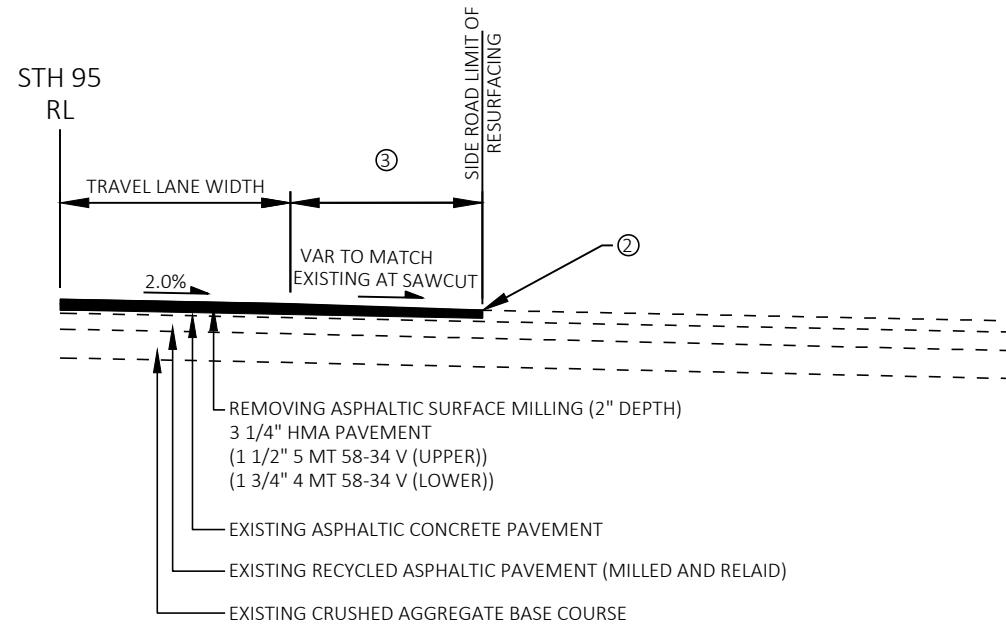 STH 95
RL
SIDE ROAD LIMIT OF
RESURFACING
③
TRAVEL LANE WIDTH
VAR TO MATCH
EXISTING AT SAWCUT
②
2.0%
REMOVING ASPHALTIC SURFACE MILLING (2" DEPTH)
3 1/4" HMA PAVEMENT
(1 1/2" 5 MT 58-34 V (UPPER))
(1 3/4" 4 MT 58-34 V (LOWER))
EXISTING ASPHALTIC CONCRETE PAVEMENT
EXISTING RECYCLED ASPHALTIC PAVEMENT (MILLED AND RELAID)
EXISTING CRUSHED AGGREGATE BASE COURSE